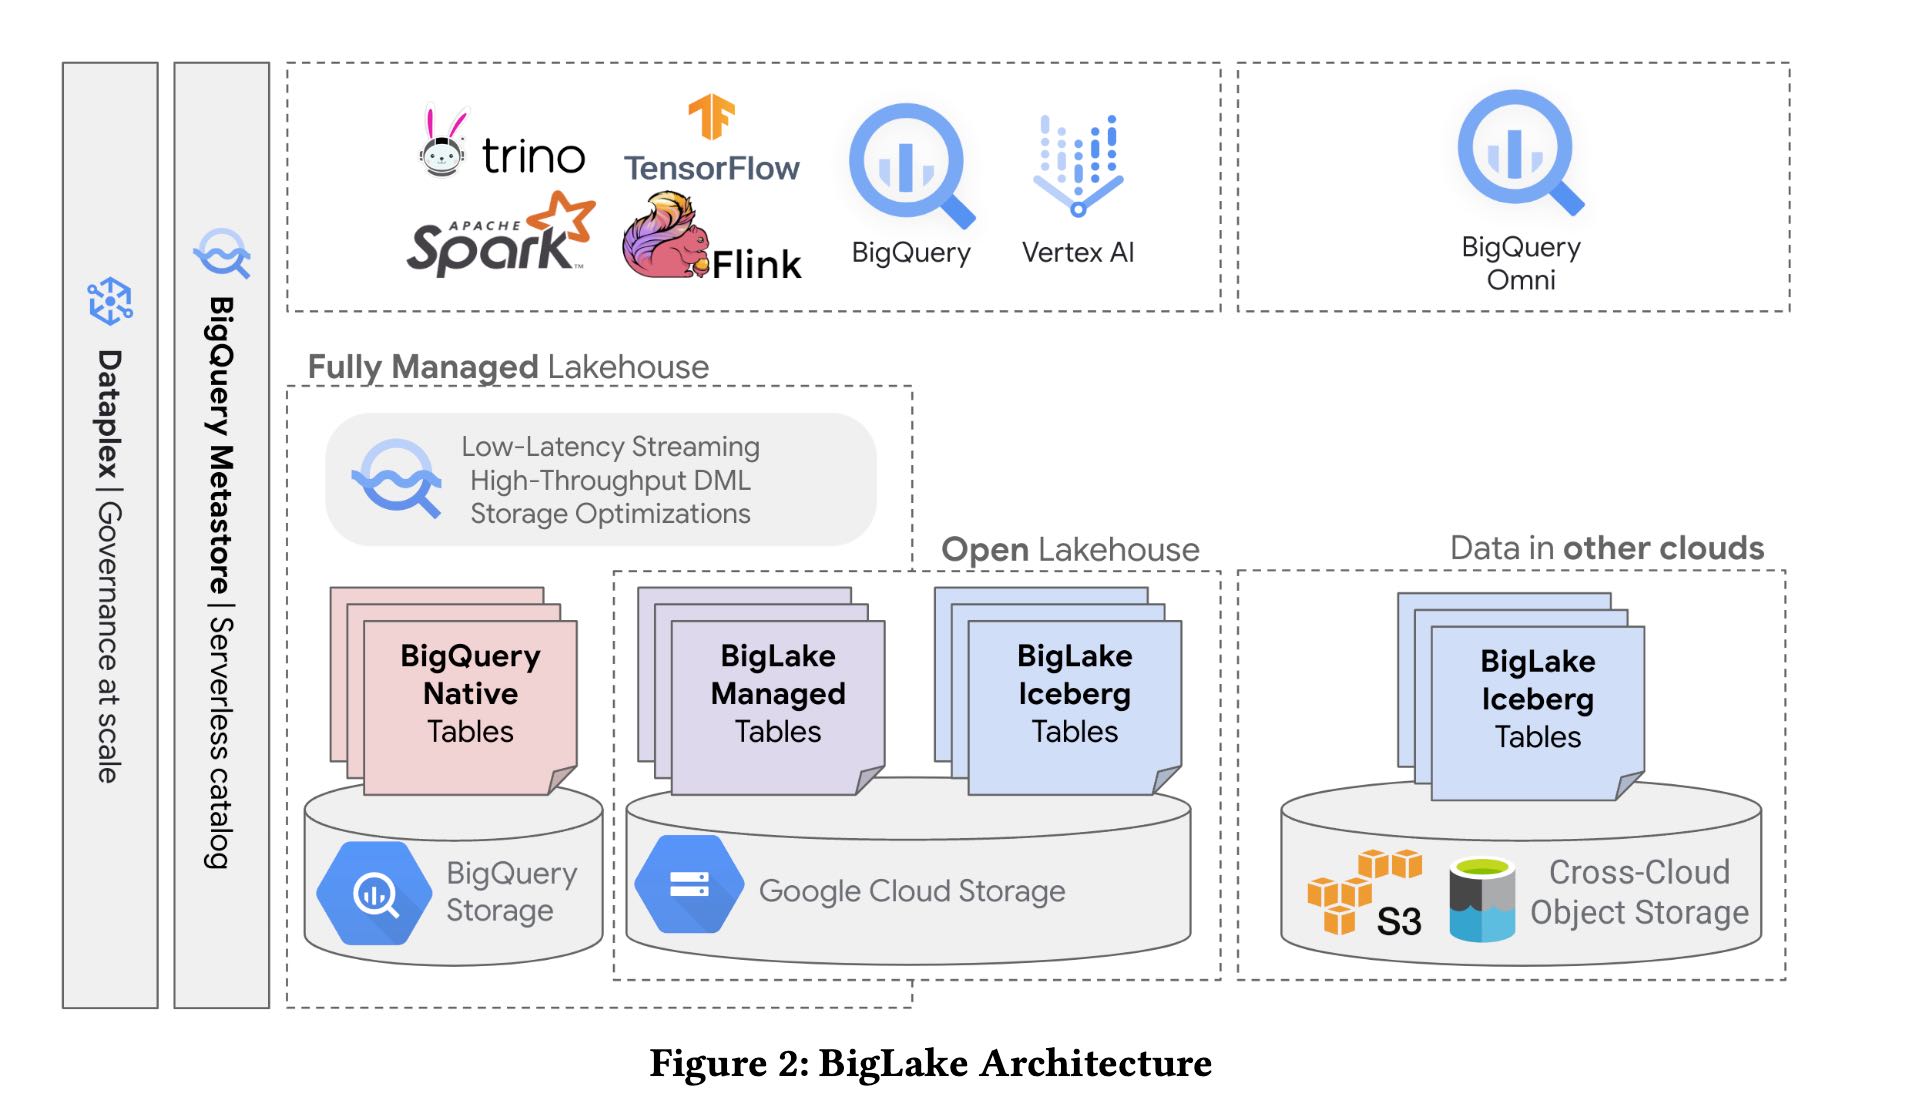 Dataplex | Governance at scale
BigQuery Metastore | Serverless catalog
trino
TensorFlow
APACHE
Spark™
Flink
BigQuery
Vertex AI
BigQuery
Omni
Fully Managed Lakehouse
Low-Latency Streaming
High-Throughput DML
Storage Optimizations
Open Lakehouse
Data in other clouds
BigQuery
Native
Tables
BigLake
Managed
Tables
BigLake
Iceberg
Tables
BigLake
Iceberg
Tables
BigQuery
Storage
Google Cloud Storage
S3
Cross-Cloud
Object Storage
Figure 2: BigLake Architecture